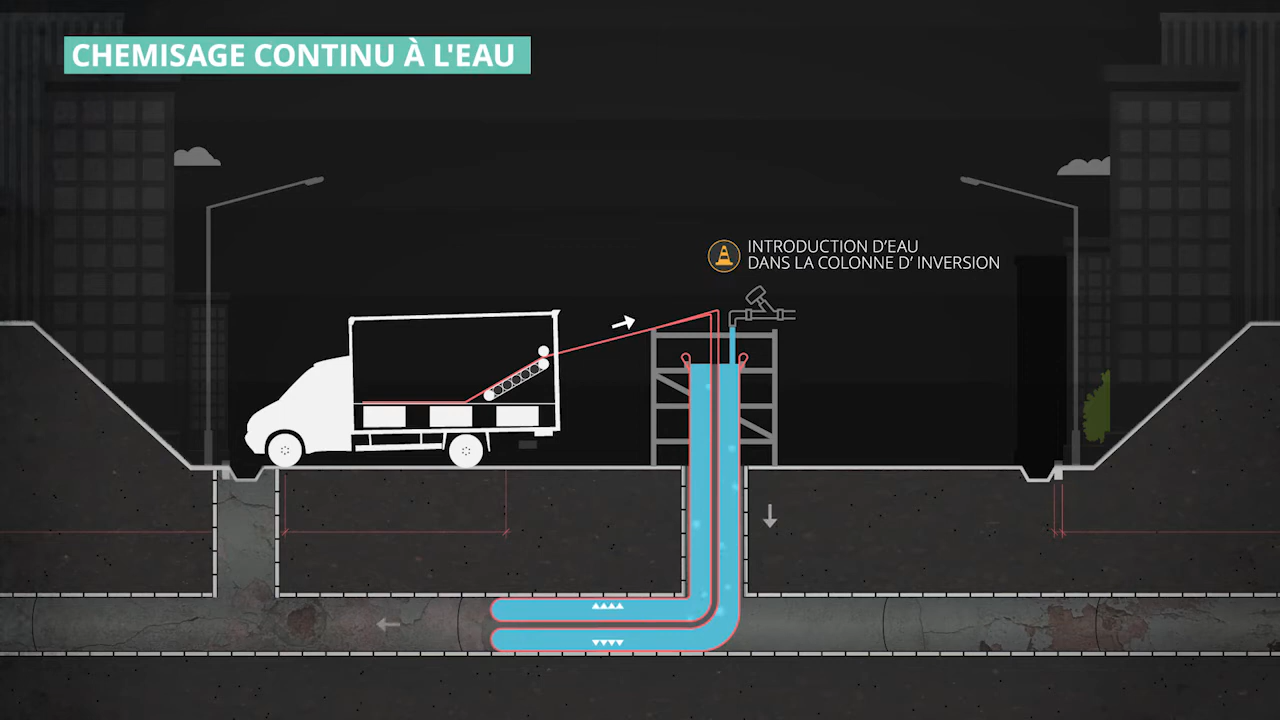 CHEMISAGE CONTINU À L'EAU
INTRODUCTION D'EAU
DANS LA COLONNE D' INVERSION